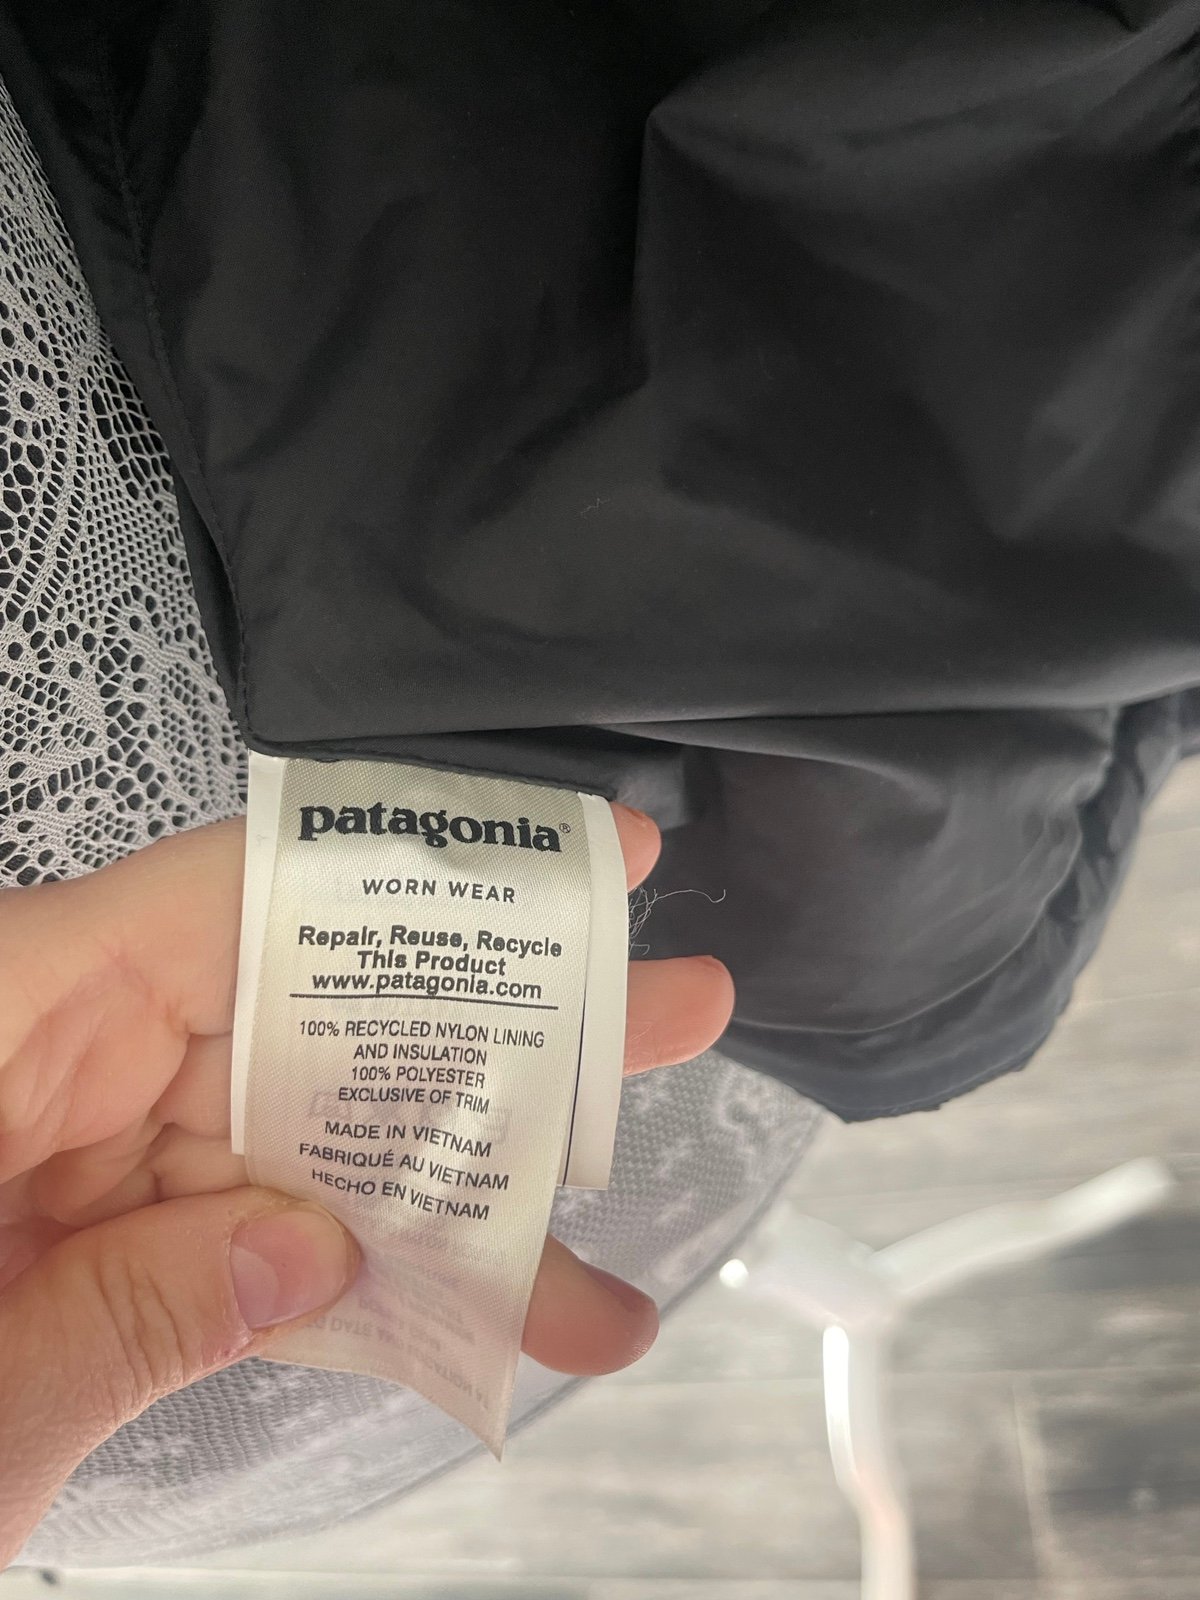 patagonia®
WORN WEAR
Repair, Reuse, Recycle
This Product
www.patagonia.com
100% RECYCLED NYLON LINING
AND INSULATION
100% POLYESTER
EXCLUSIVE OF TRIM
MADE IN VIETNAM
FABRIQUÉ AU VIETNAM
HECHO EN VIETNAM